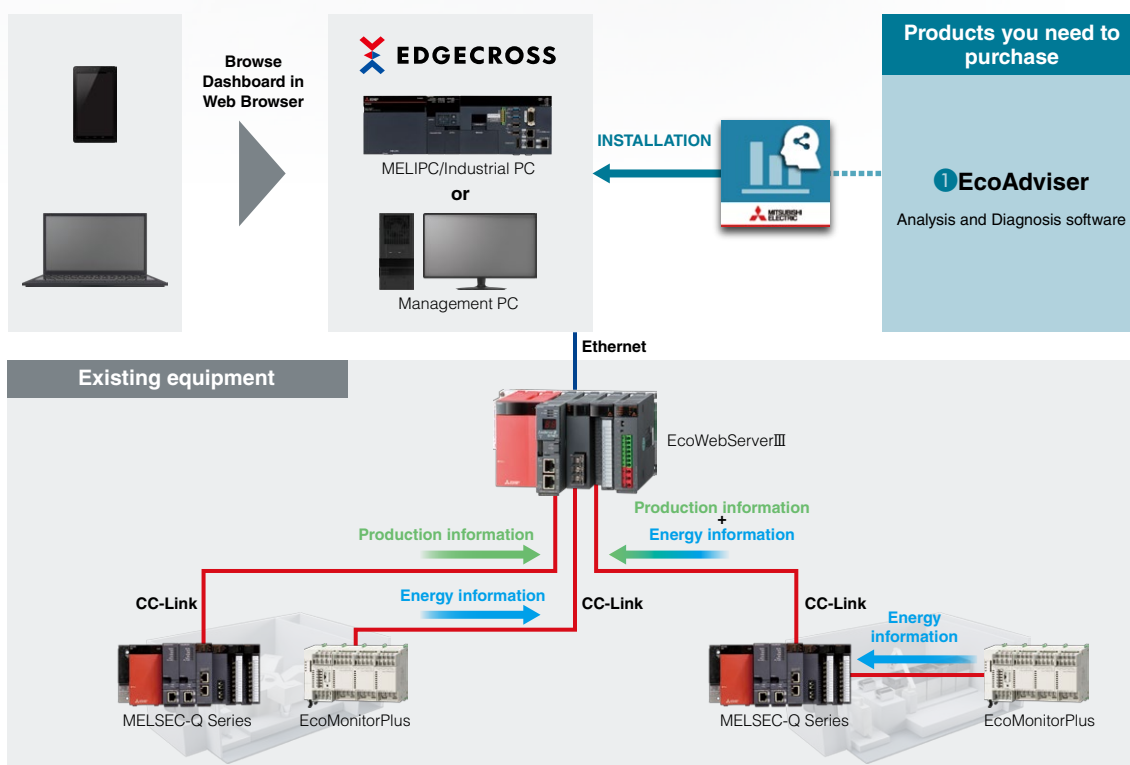 Products you need to
purchase
Browse
Dashboard in
Web Browser
EDGECROSS
MELIPC/Industrial PC
or
Management PC
INSTALLATION
MITSUBISHI
ELECTRIC
❶EcoAdviser
Analysis and Diagnosis software
Ethernet
Existing equipment
EcoWebServerⅢ
Production information
Production information
+
Energy information
Energy information
CC-Link
CC-Link
CC-Link
Energy
information
MELSEC-Q Series
EcoMonitorPlus
MELSEC-Q Series
EcoMonitorPlus